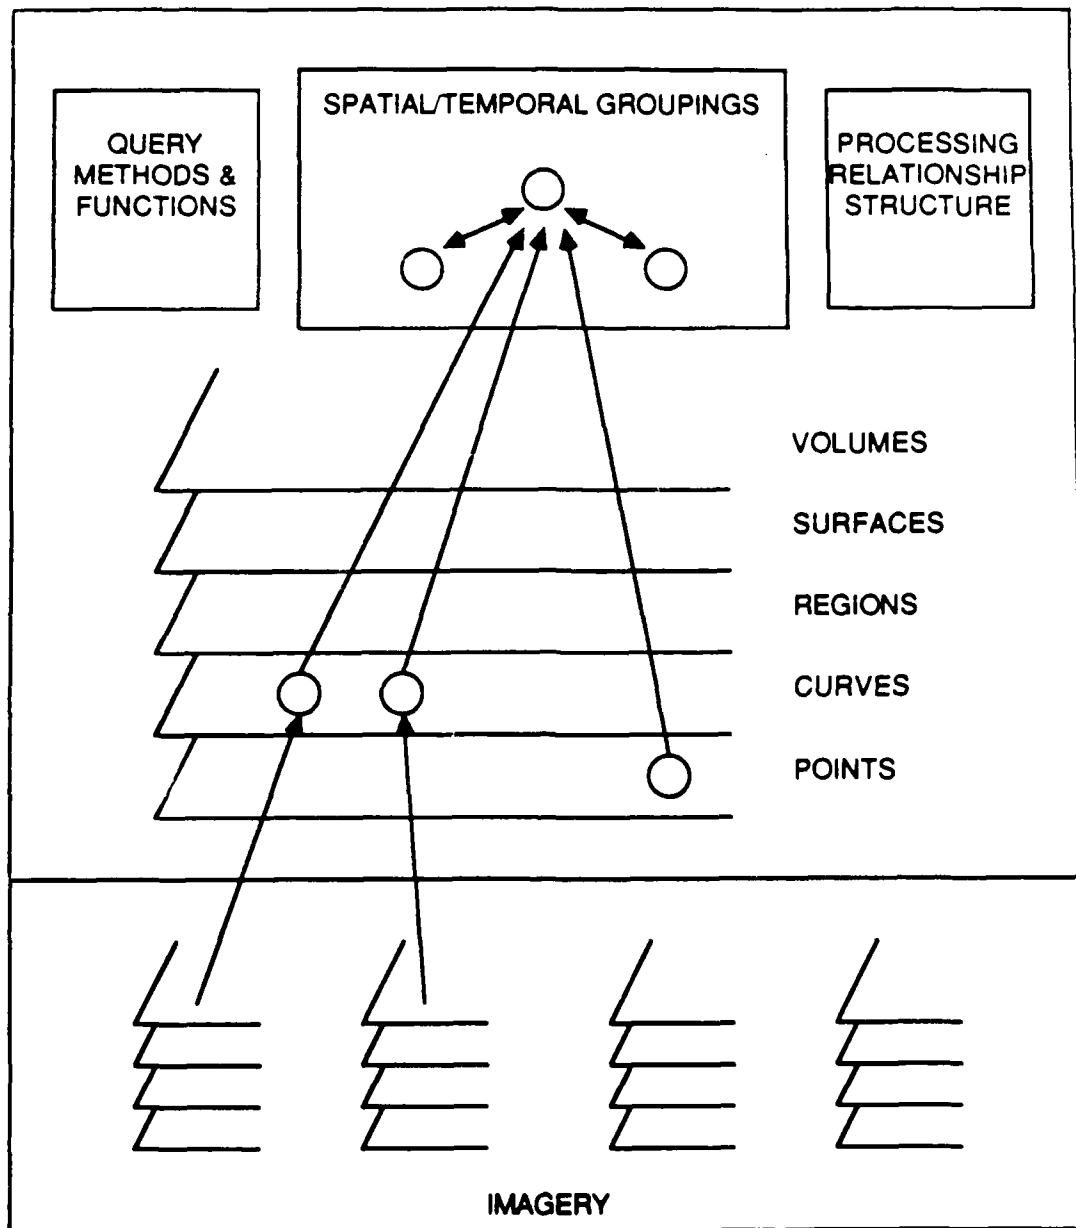 SPATIAL/TEMPORAL GROUPINGS
QUERY
METHODS &
FUNCTIONS
PROCESSING
RELATIONSHIP
STRUCTURE
VOLUMES
SURFACES
REGIONS
CURVES
POINTS
IMAGERY